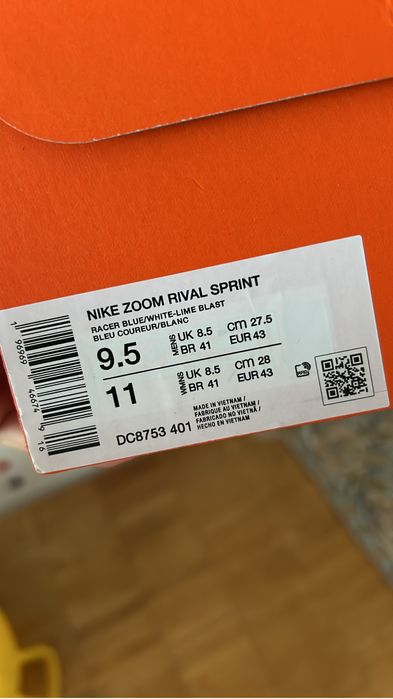 NIKE ZOOM RIVAL SPRINT
RACER BLUE/WHITE-LIME BLAST
BLEU COUREUR/BLANC
9.5 MENS UK 8.5 CM 27.5
BR 41 EUR 43
11 WMNS UK 8.5 CM 28
BR 41 EUR 43
MADE IN VIETNAM /
FABRIQUE AU VIETNAM /
FABRICADO NO VIETNÃ /
HECHO EN VIETNAM
DC8753 401